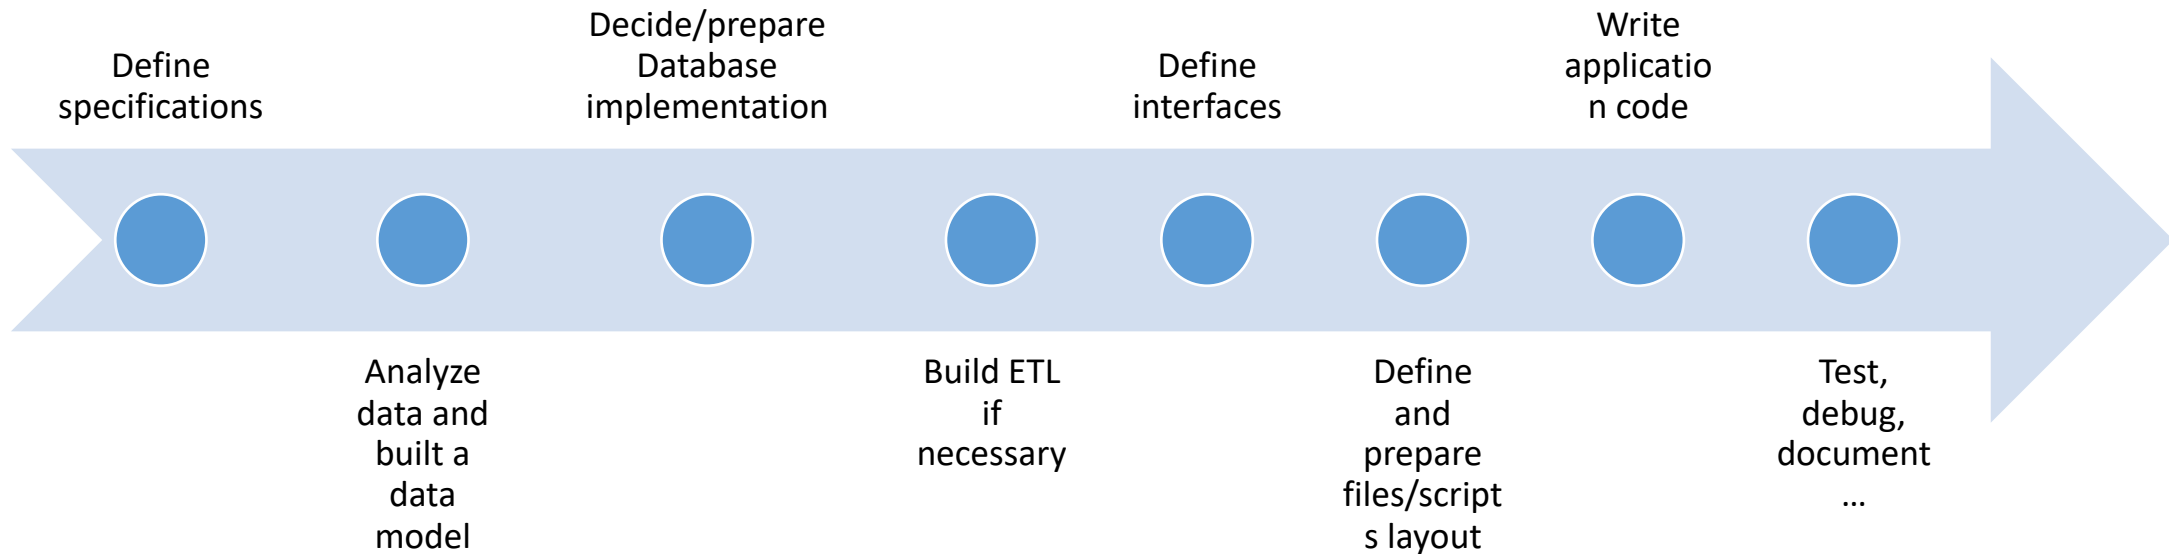 Define
specifications
Analyze
data and
built a
data
model
Decide/prepare
Database
implementation
Build ETL
if
necessary
Define
interfaces
Define
and
prepare
files/script
s layout
Write
applicatio
n code
Test,
debug,
document
...